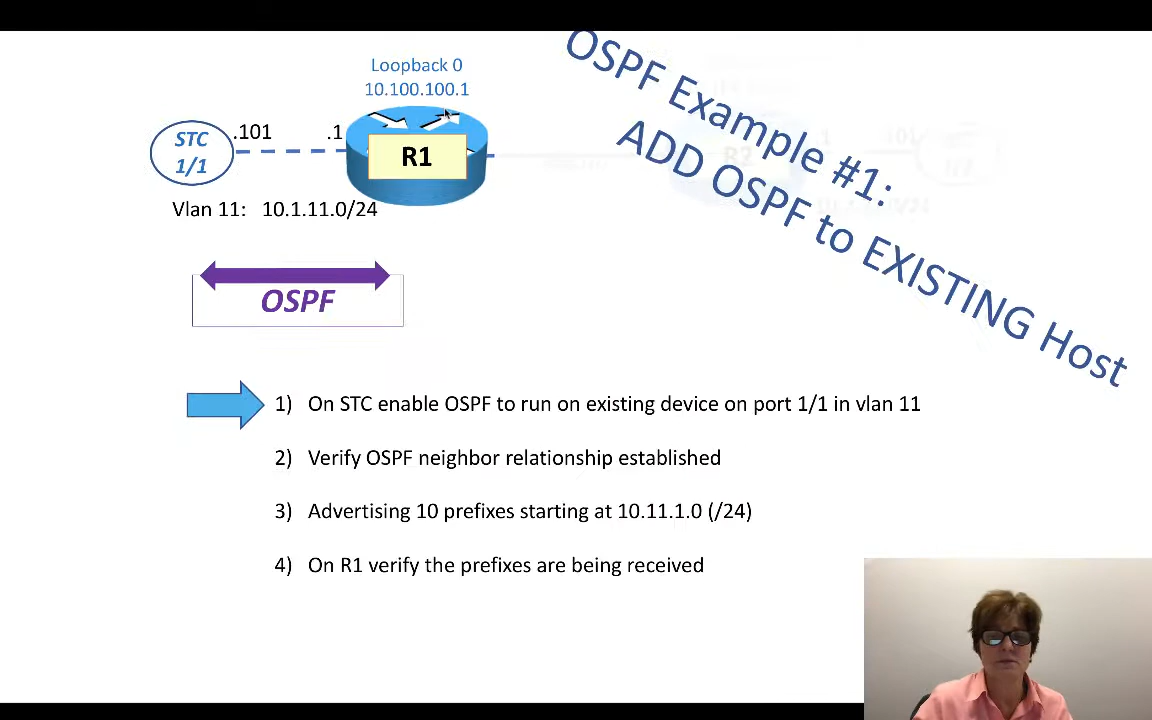 Loopback 0
10.100.100.1
OSPF Example #1:
ADD OSPF to EXISTING Host
STC
1/1
.101
.1
R1
R2
Vlan 11: 10.1.11.0/24
OSPF
1) On STC enable OSPF to run on existing device on port 1/1 in vlan 11
2) Verify OSPF neighbor relationship established
3) Advertising 10 prefixes starting at 10.11.1.0 (/24)
4) On R1 verify the prefixes are being received